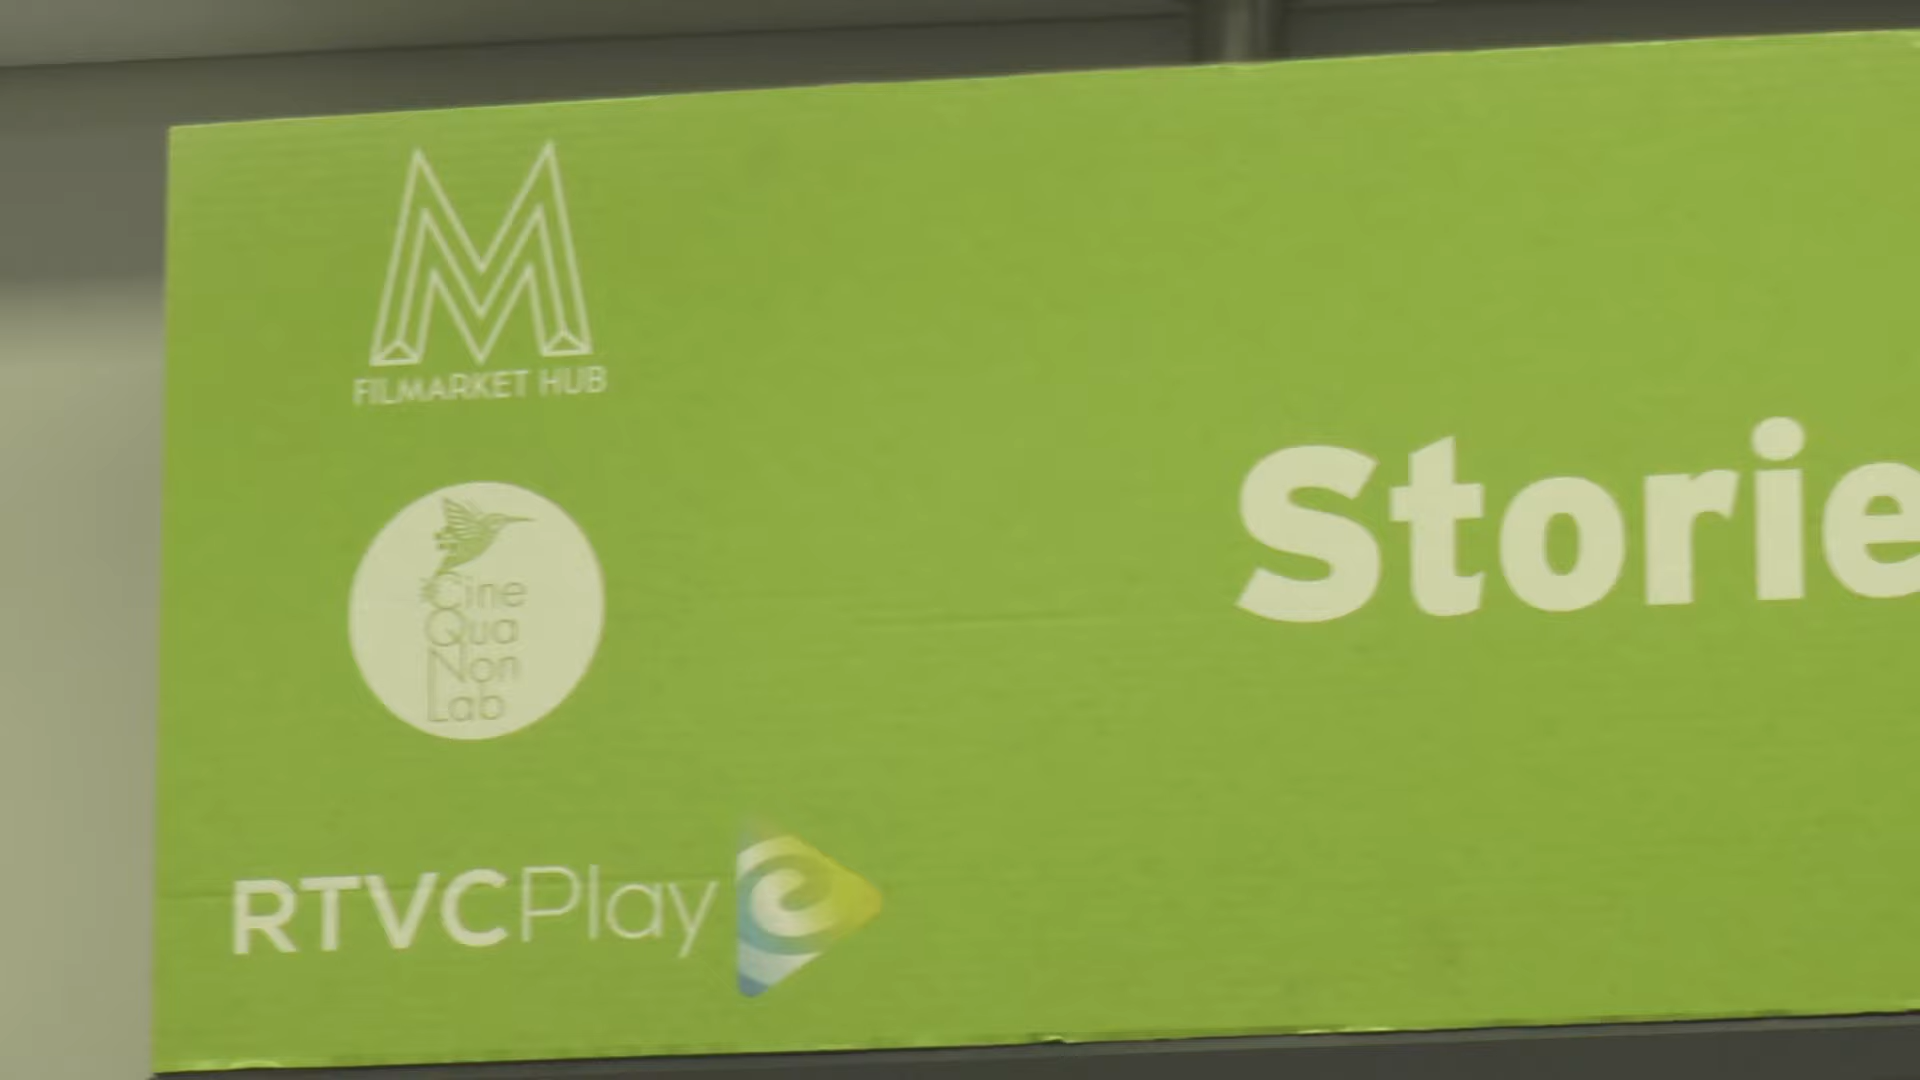 M
FILMARKET HUB
Cine
Qua
Non
Lab
RTVCPlay
Storie